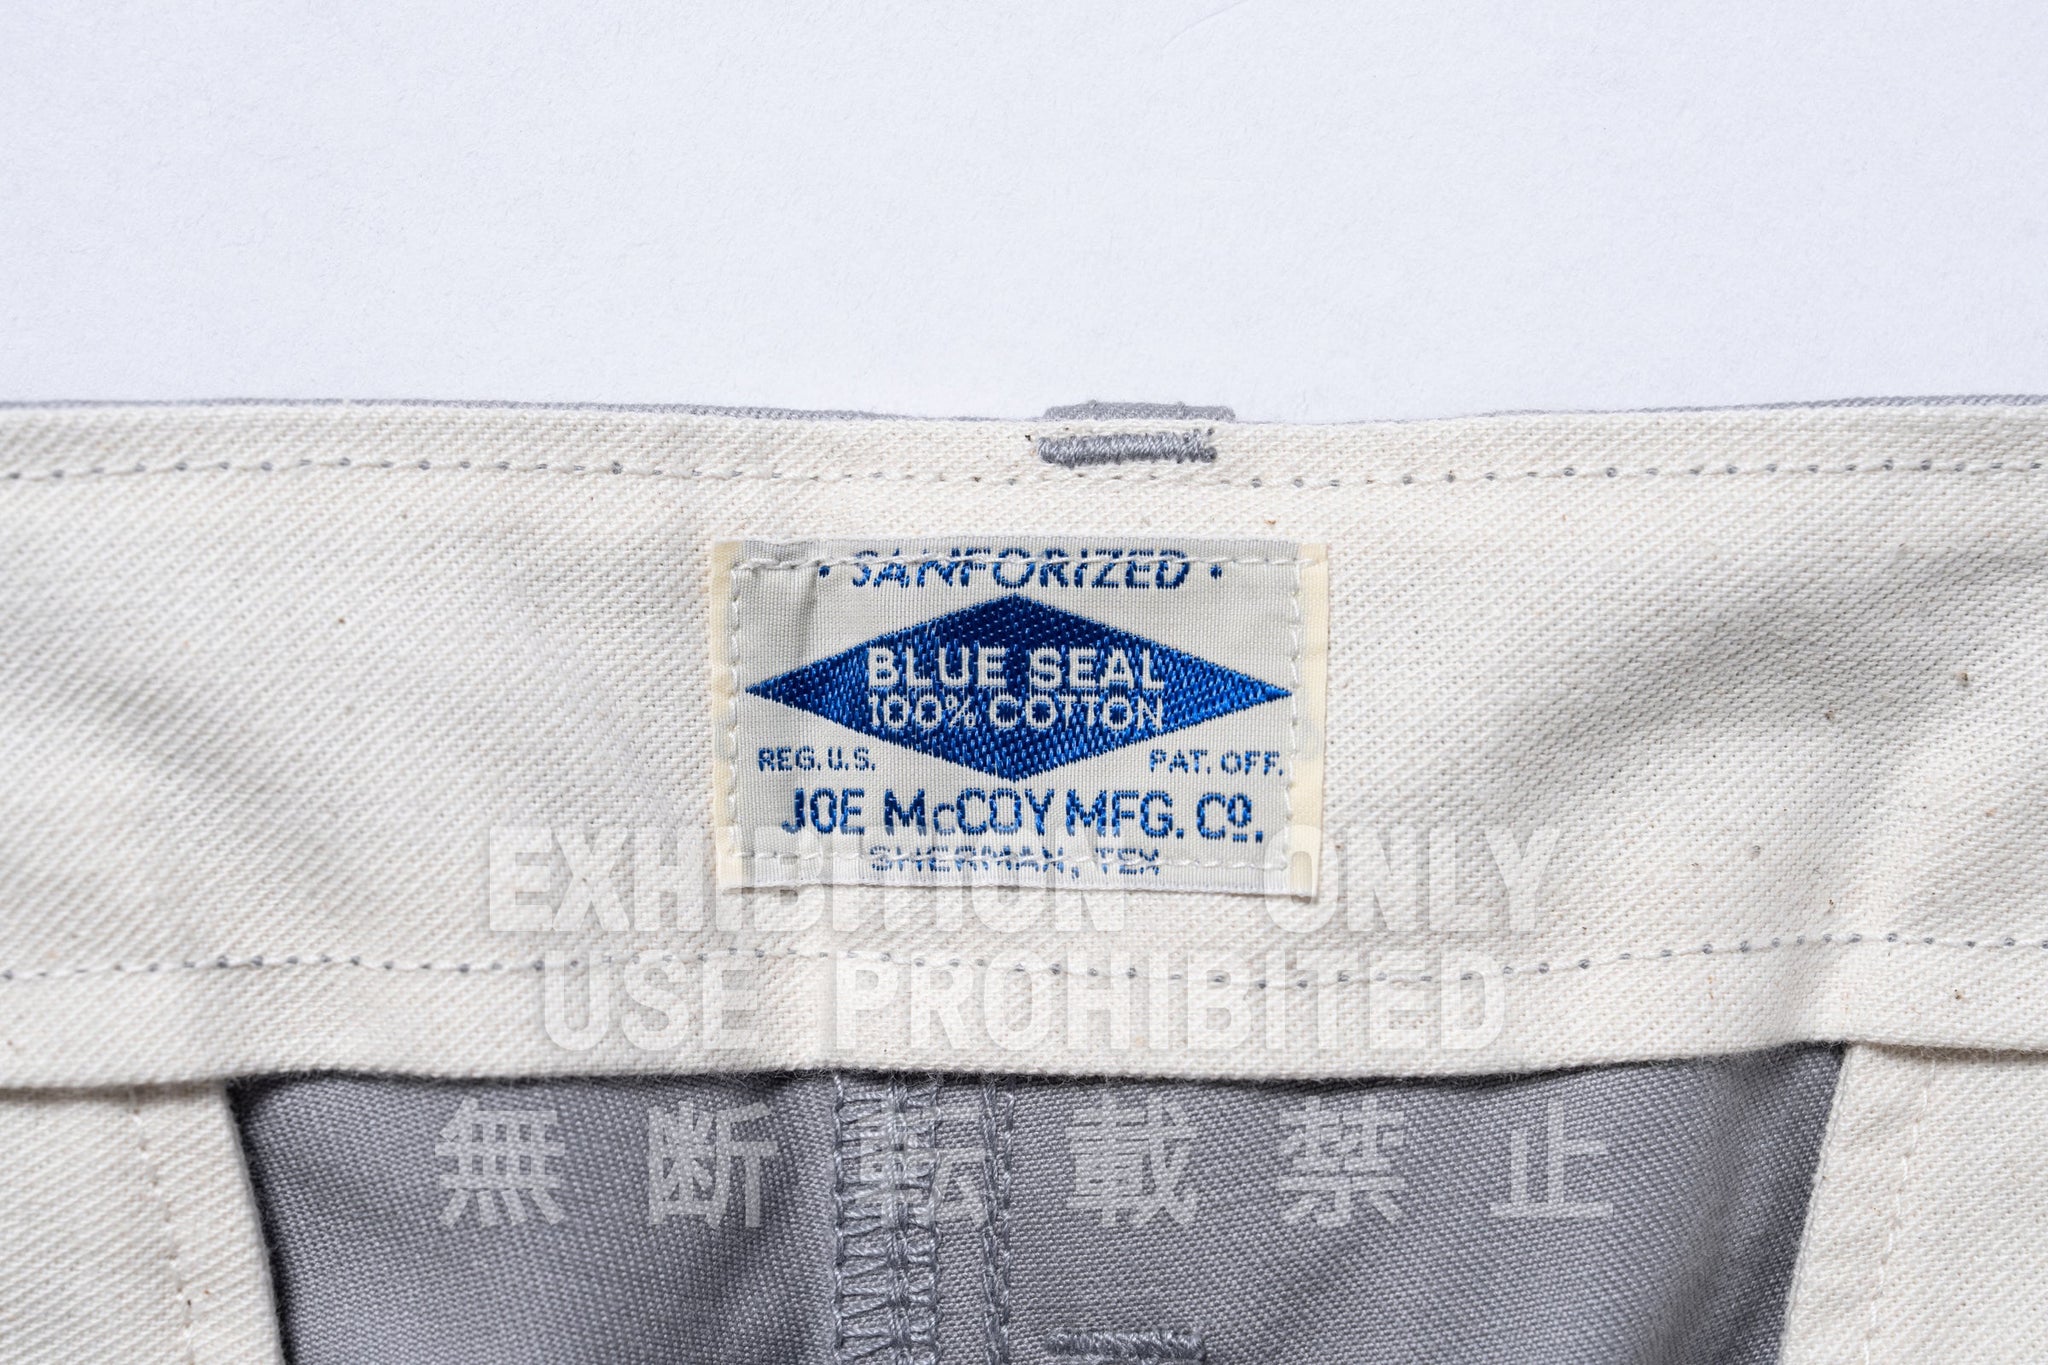 • SANFORIZED •
BLUE SEAL
100% COTTON
REG. U.S. PAT. OFF.
JOE McCOY MFG. Co.
SHERMAN, TEX
EXHIBITION ONLY
USE PROHIBITED
無断転載禁止